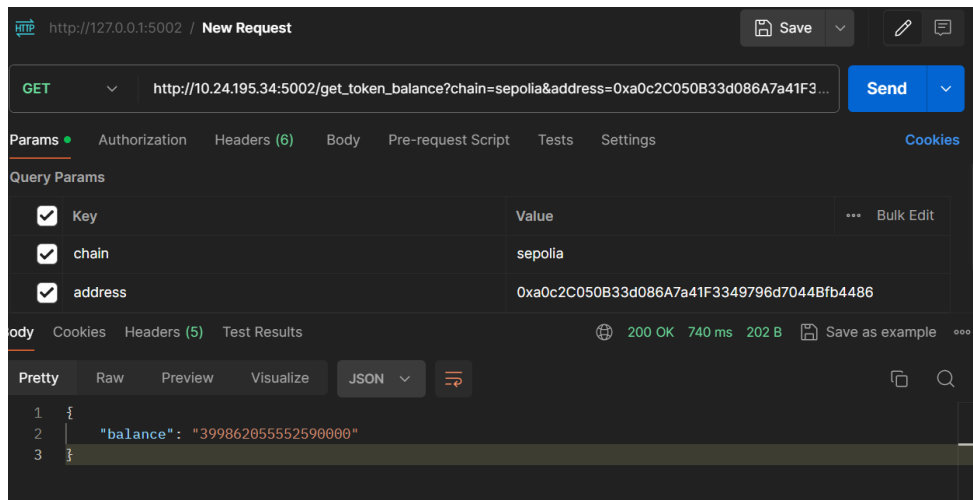 HTTP http://127.0.0.1:5002 / New Request Save
GET http://10.24.195.34:5002/get_token_balance?chain=sepolia&address=0xa0c2C050B33d086A7a41F3... Send
Params Authorization Headers (6) Body Pre-request Script Tests Settings Cookies
Query Params
Key Value Bulk Edit
chain sepolia
address 0xa0c2C050B33d086A7a41F3349796d7044Bfb4486
ody Cookies Headers (5) Test Results 200 OK 740 ms 202 B Save as example
Pretty Raw Preview Visualize JSON
1 {
2 "balance": "399862055552590000"
3 }